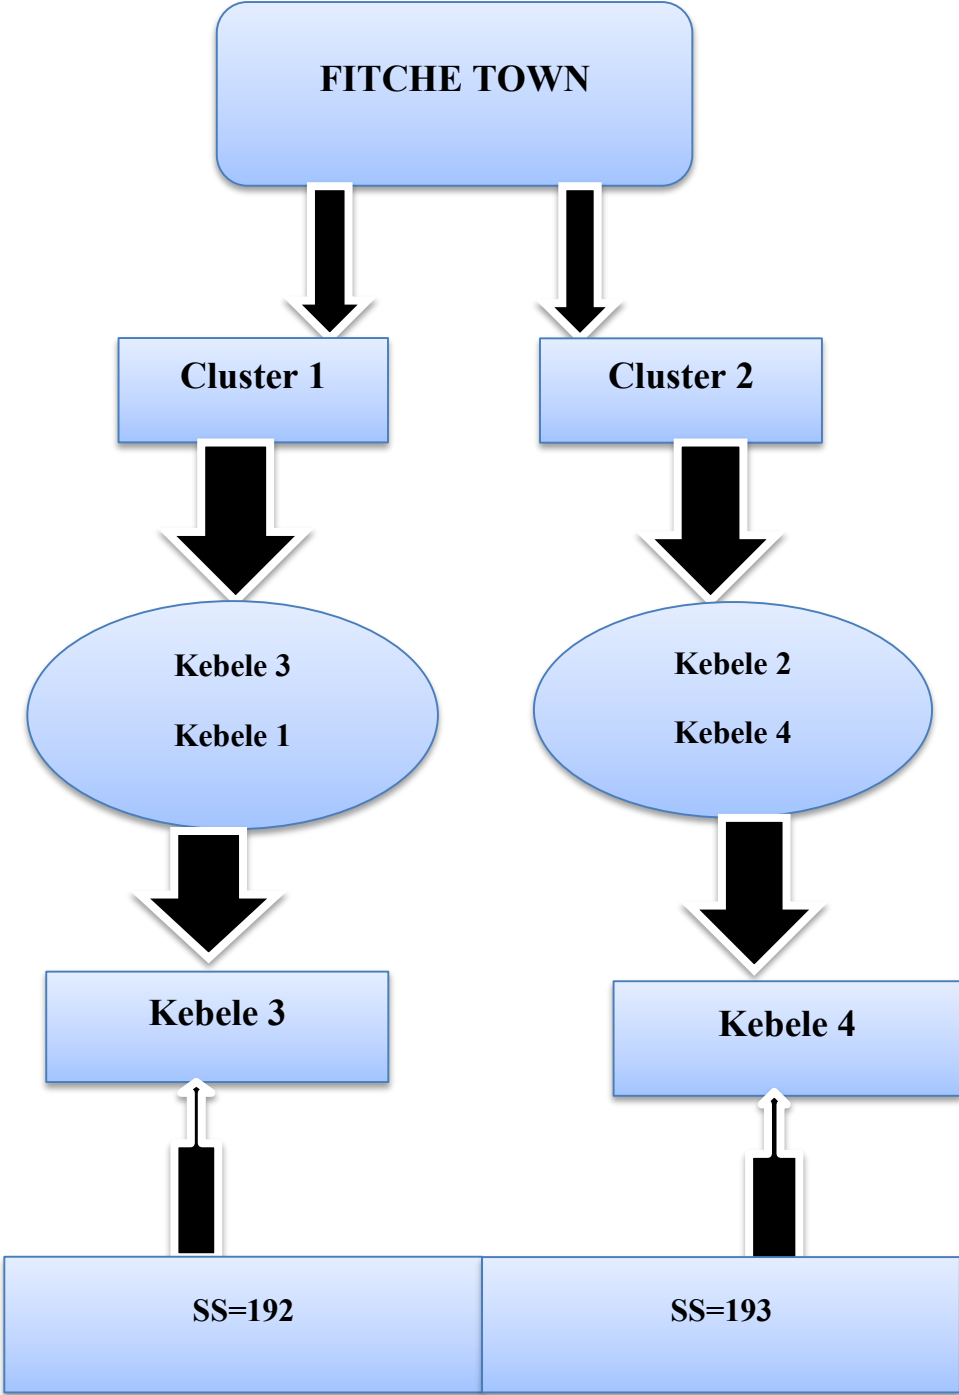 FITCHE TOWN
Cluster 1
Cluster 2
Kebele 3
Kebele 1
Kebele 2
Kebele 4
Kebele 3
Kebele 4
SS=192
SS=193